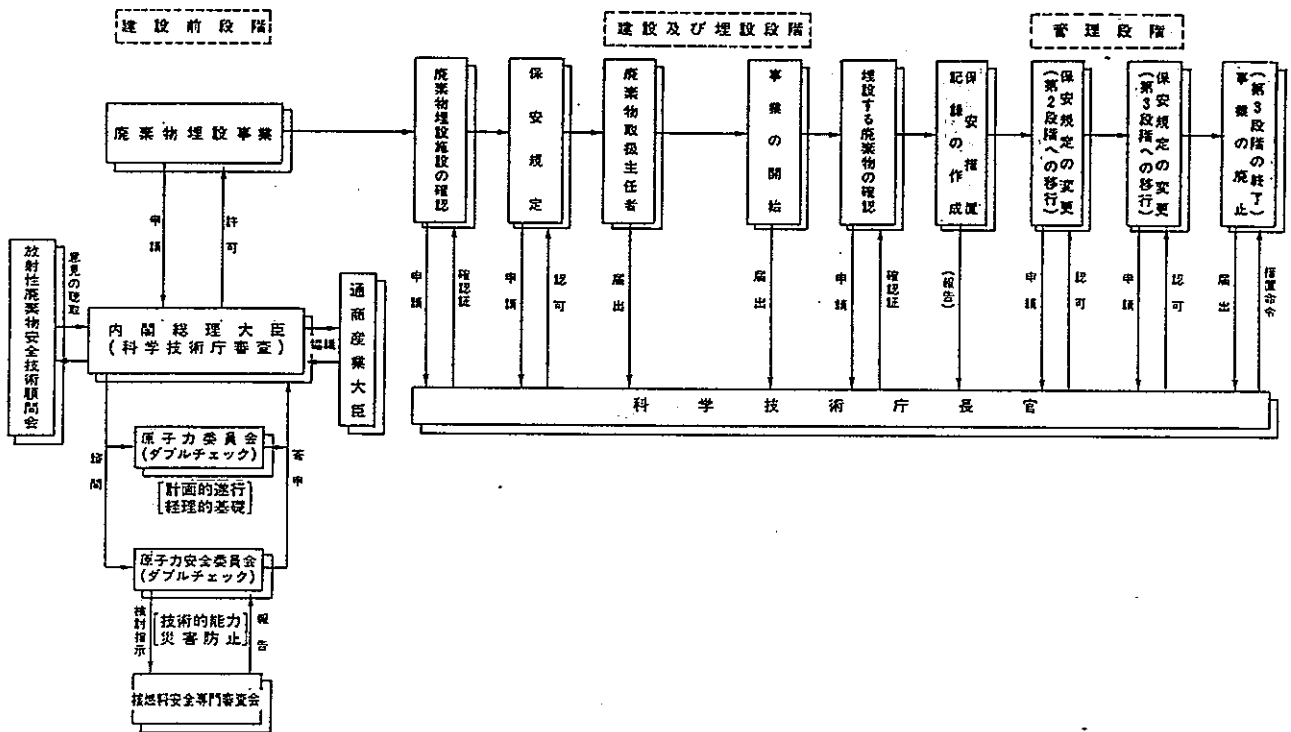 建設前段階
建設及び埋設段階
管理段階
廃棄物埋設事業
廃棄物埋設施設の確認
保安規定
廃棄物取扱主任者
事業の開始
埋設する廃棄物の確認
保安措置
記録の作成
保安規定の変更
(第2段階への移行)
保安規定の変更
(第3段階への移行)
事業の廃止
(第3段階の終了)
申請
許可
申請
確認証
申請
認可
届出
届出
申請
確認証
(報告)
申請
認可
申請
認可
届出
措置命令
放射性廃棄物安全技術顧問会
意見の聴取
内閣総理大臣
(科学技術庁審査)
協議
通商産業大臣
科学技術庁長官
諮問
原子力委員会
(ダブルチェック)
答申
[計画的遂行
経理的基礎]
原子力安全委員会
(ダブルチェック)
検討指示
[技術的能力
災害防止]
報告
核燃料安全専門審査会